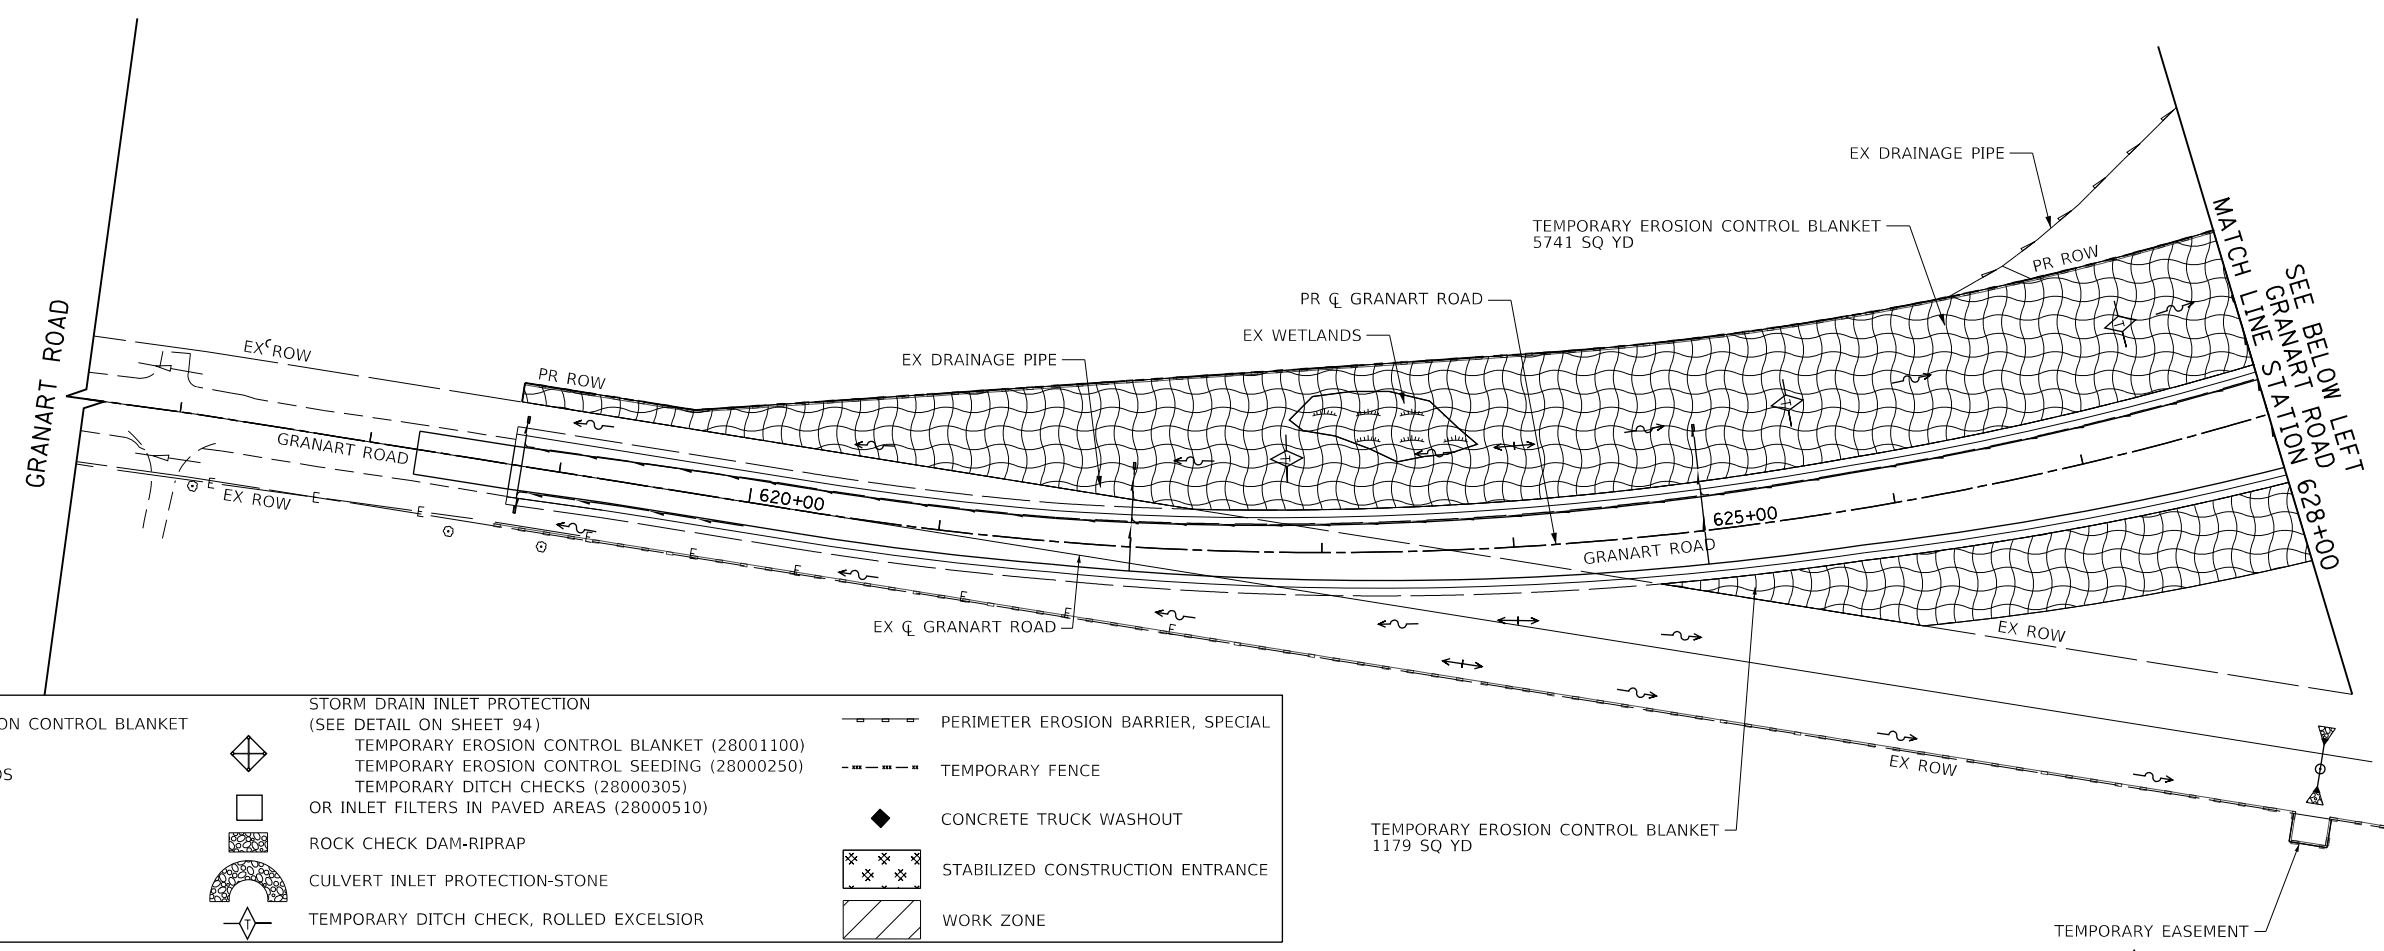 GRANART ROAD
EX ROW
PR ROW
GRANART ROAD
EX ROW
620+00
EX DRAINAGE PIPE
EX WETLANDS
PR ℄ GRANART ROAD
TEMPORARY EROSION CONTROL BLANKET
5741 SQ YD
EX DRAINAGE PIPE
PR ROW
MATCH LINE STATION 628+00
GRANART ROAD
SEE BELOW LEFT
625+00
GRANART ROAD
EX ℄ GRANART ROAD
EX ROW
EX ROW
TEMPORARY EROSION CONTROL BLANKET
1179 SQ YD
TEMPORARY EASEMENT
E
E
E
E
E
E
E
E
E
T
T
T
ON CONTROL BLANKET
DS
STORM DRAIN INLET PROTECTION
(SEE DETAIL ON SHEET 94)
TEMPORARY EROSION CONTROL BLANKET (28001100)
TEMPORARY EROSION CONTROL SEEDING (28000250)
TEMPORARY DITCH CHECKS (28000305)
OR INLET FILTERS IN PAVED AREAS (28000510)
ROCK CHECK DAM-RIPRAP
CULVERT INLET PROTECTION-STONE
T
TEMPORARY DITCH CHECK, ROLLED EXCELSIOR
PERIMETER EROSION BARRIER, SPECIAL
TEMPORARY FENCE
CONCRETE TRUCK WASHOUT
STABILIZED CONSTRUCTION ENTRANCE
WORK ZONE